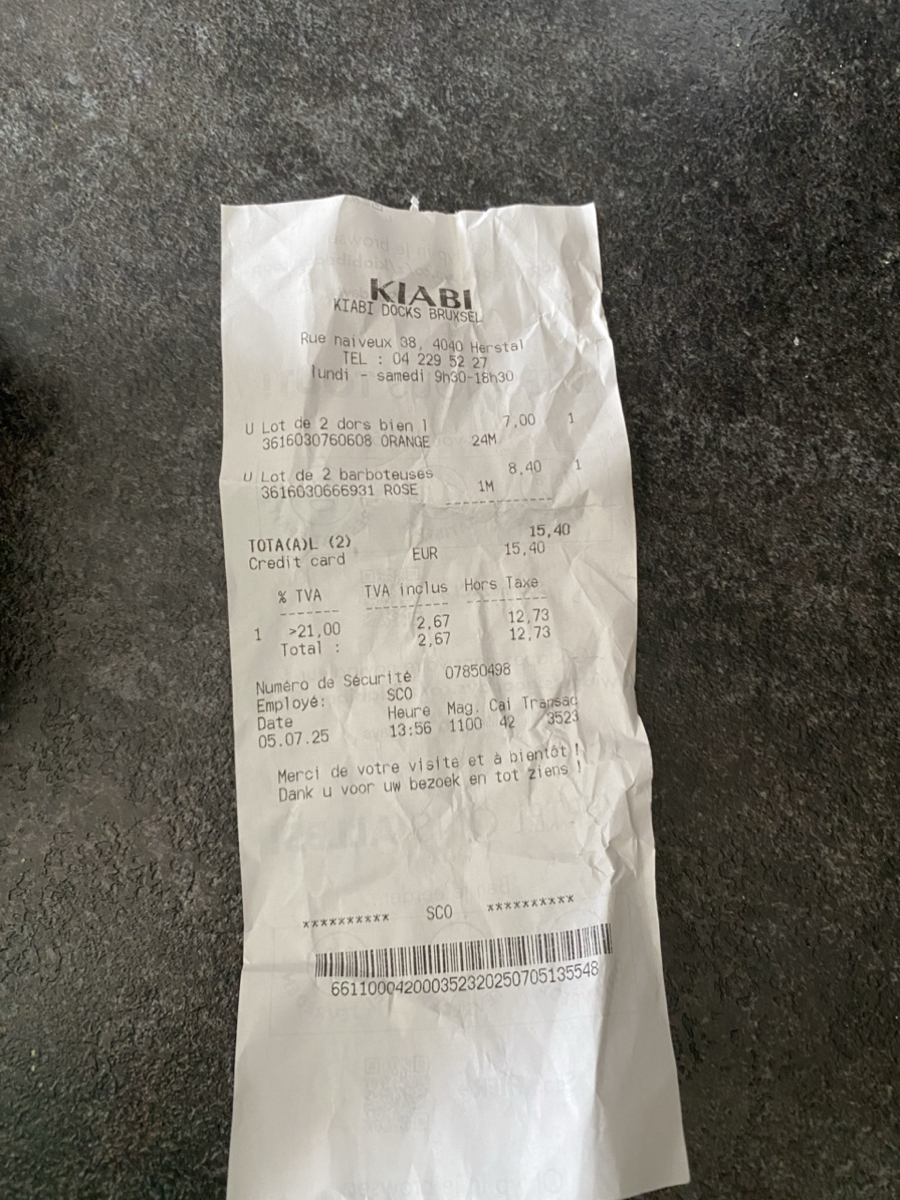 KIABI
KIABI DOCKS BRUXSEL
Rue naiveux 38, 4040 Herstal
TEL : 04 229 52 27
lundi - samedi 9h30-18h30
U Lot de 2 dors bien l 7,00 1
3616030760608 ORANGE 24M
U Lot de 2 barboteuses 8,40 1
3616030666931 ROSE 1M
------------
TOTA(A)L (2) 15,40
Credit card EUR 15,40
% TVA TVA inclus Hors Taxe
------- ---------- ----------
1 >21,00 2,67 12,73
Total : 2,67 12,73
Numéro de Sécurité 07850498
Employé: SCO
Date Heure Mag. Cai Transac
05.07.25 13:56 1100 42 3523
Merci de votre visite et à bientôt !
Dank u voor uw bezoek en tot ziens !
********** SCO **********
661100042000352320250705135548